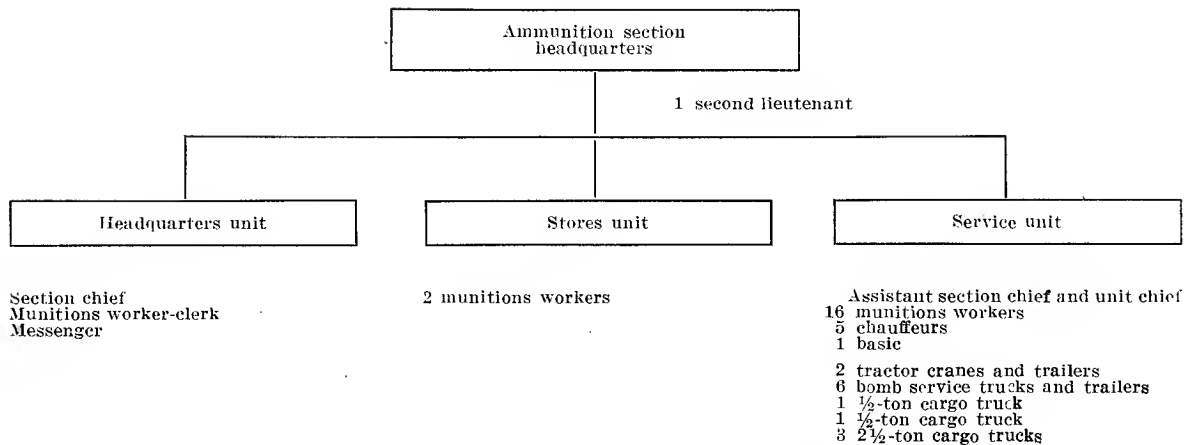 Ammunition section
headquarters
1 second lieutenant
Headquarters unit
Stores unit
Service unit
Section chief
Munitions worker-clerk
Messenger
2 munitions workers
Assistant section chief and unit chief
16 munitions workers
5 chauffeurs
1 basic
2 tractor cranes and trailers
6 bomb service trucks and trailers
1 ½-ton cargo truck
1 ½-ton cargo truck
3 2½-ton cargo trucks